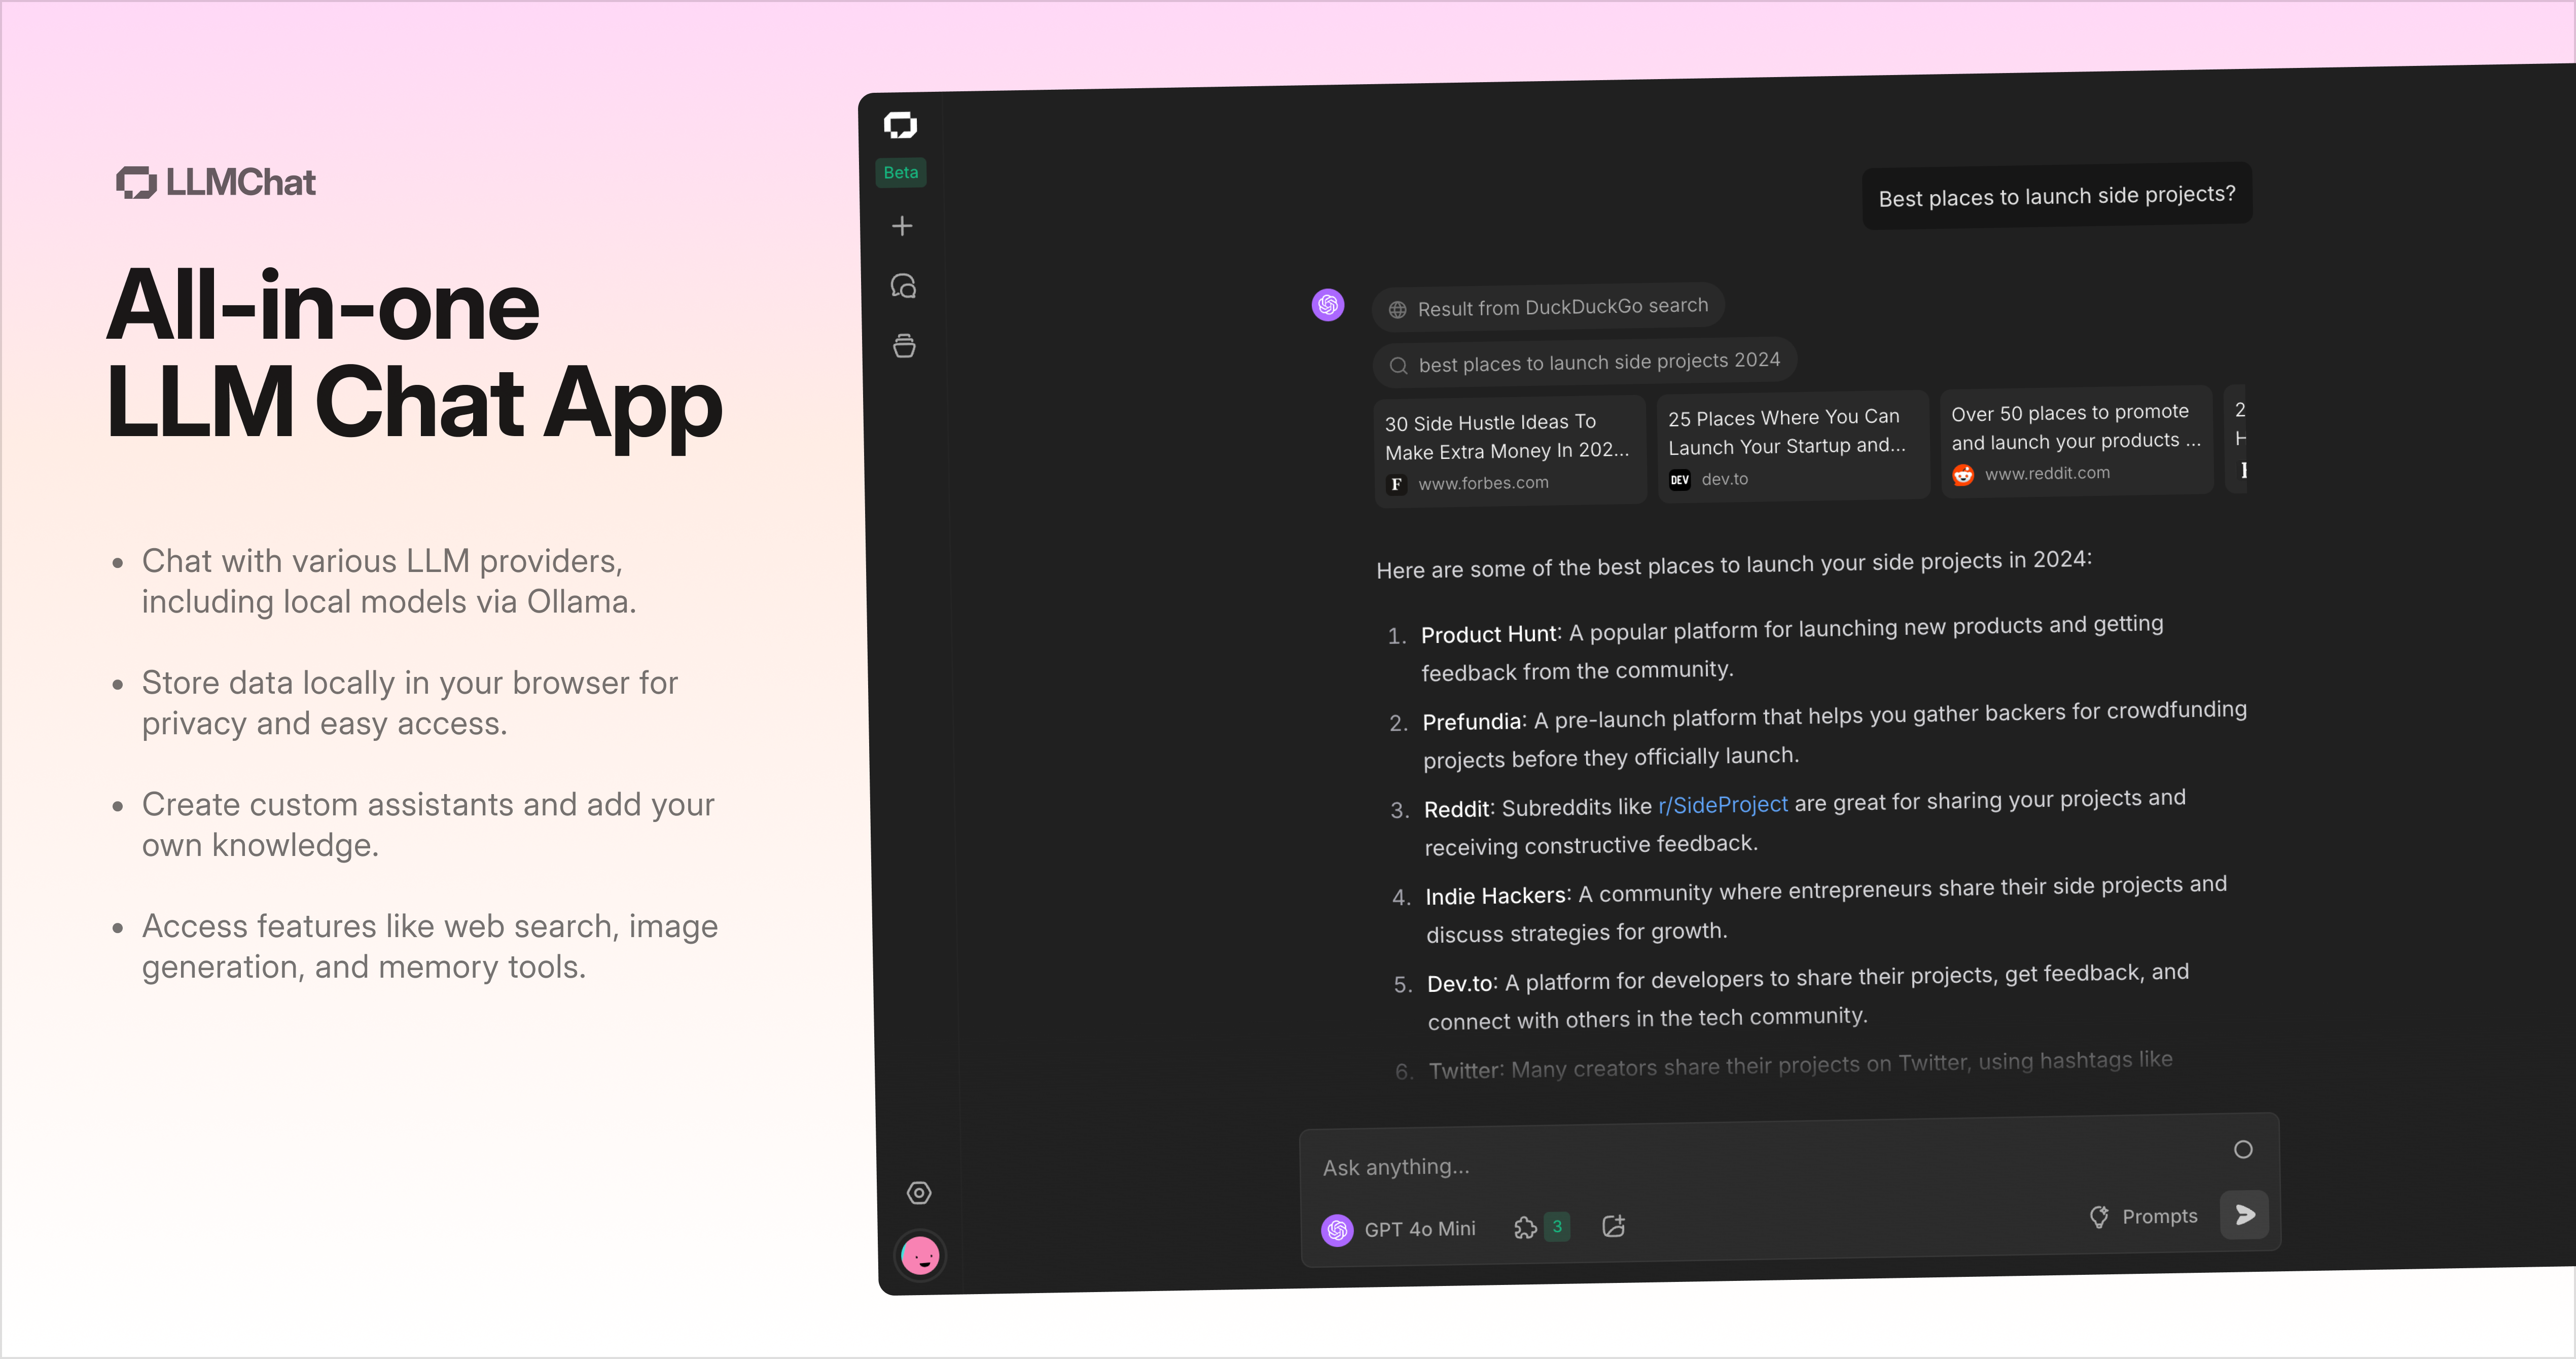 LLMChat
All-in-one
LLM Chat App
• Chat with various LLM providers,
including local models via Ollama.
• Store data locally in your browser for
privacy and easy access.
• Create custom assistants and add your
own knowledge.
• Access features like web search, image
generation, and memory tools.
Beta
Best places to launch side projects?
Result from DuckDuckGo search
best places to launch side projects 2024
30 Side Hustle Ideas To
Make Extra Money In 202...
F www.forbes.com
25 Places Where You Can
Launch Your Startup and...
DEV dev.to
Over 50 places to promote
and launch your products ...
www.reddit.com
2
H
Here are some of the best places to launch your side projects in 2024:
1. Product Hunt: A popular platform for launching new products and getting
feedback from the community.
2. Prefundia: A pre-launch platform that helps you gather backers for crowdfunding
projects before they officially launch.
3. Reddit: Subreddits like r/SideProject are great for sharing your projects and
receiving constructive feedback.
4. Indie Hackers: A community where entrepreneurs share their side projects and
discuss strategies for growth.
5. Dev.to: A platform for developers to share their projects, get feedback, and
connect with others in the tech community.
6. Twitter: Many creators share their projects on Twitter, using hashtags like
Ask anything...
GPT 4o Mini
3
Prompts